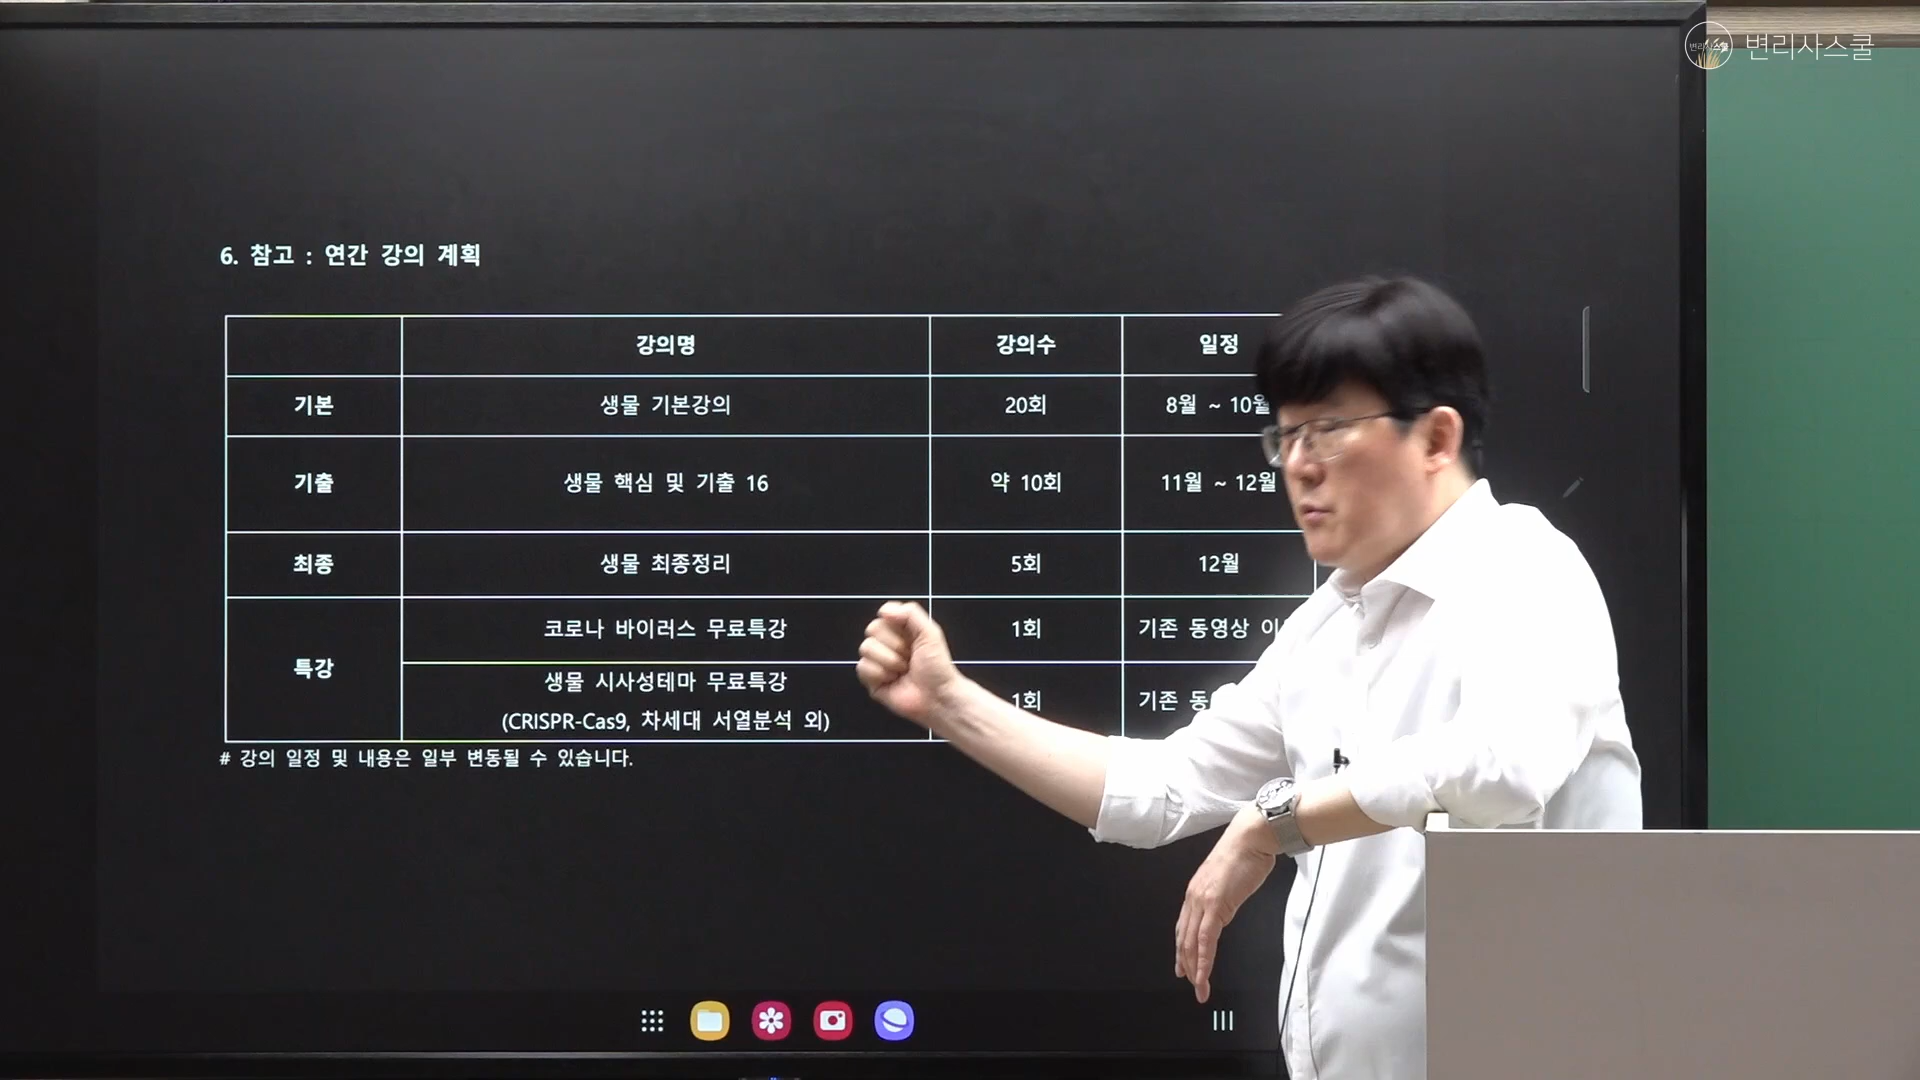 변리사스쿨
변리사스쿨
6. 참고 : 연간 강의 계획
강의명 강의수 일정
기본 생물 기본강의 20회 8월 ~ 10월
기출 생물 핵심 및 기출 16 약 10회 11월 ~ 12월
최종 생물 최종정리 5회 12월
특강
코로나 바이러스 무료특강 1회 기존 동영상
생물 시사성테마 무료특강
(CRISPR-Cas9, 차세대 서열분석 외)
1회 기존
# 강의 일정 및 내용은 일부 변동될 수 있습니다.